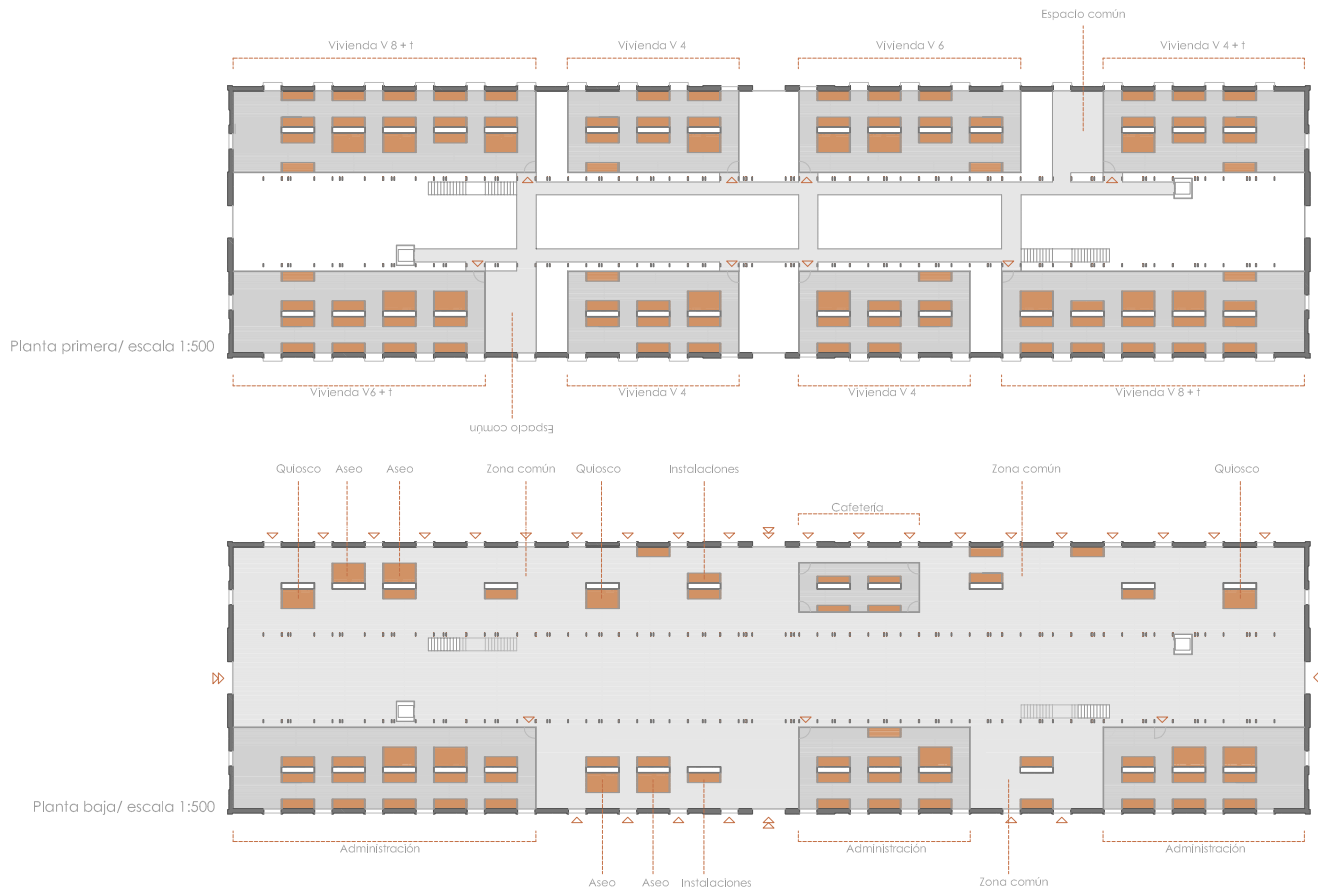 Espacio común
Vivienda V 8 + t
Vivienda V 4
Vivienda V 6
Vivienda V 4 + t
Planta primera/ escala 1:500
Vivienda V6 + t
Vivienda V 4
Vivienda V 4
Vivienda V 8 + t
Espacio común
Quiosco
Aseo
Aseo
Zona común
Quiosco
Instalaciones
Zona común
Quiosco
Cafetería
Planta baja/ escala 1:500
Administración
Administración
Administración
Aseo
Aseo
Instalaciones
Zona común